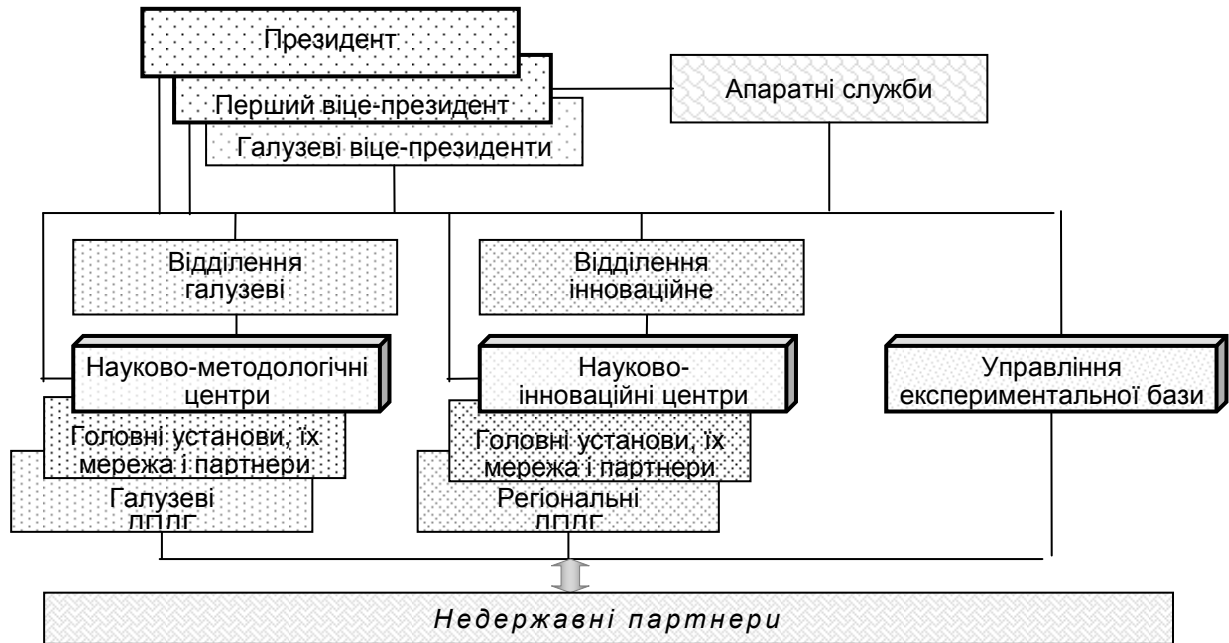 Президент
Перший віце-президент
Апаратні служби
Галузеві віце-президенти
Відділення
галузеві
Відділення
інноваційне
Науково-методологічні
центри
Науково-
інноваційні центри
Управління
експериментальної бази
Головні установи, їх
мережа і партнери
Головні установи, їх
мережа і партнери
Галузеві
Регіональні
Недержавні партнери